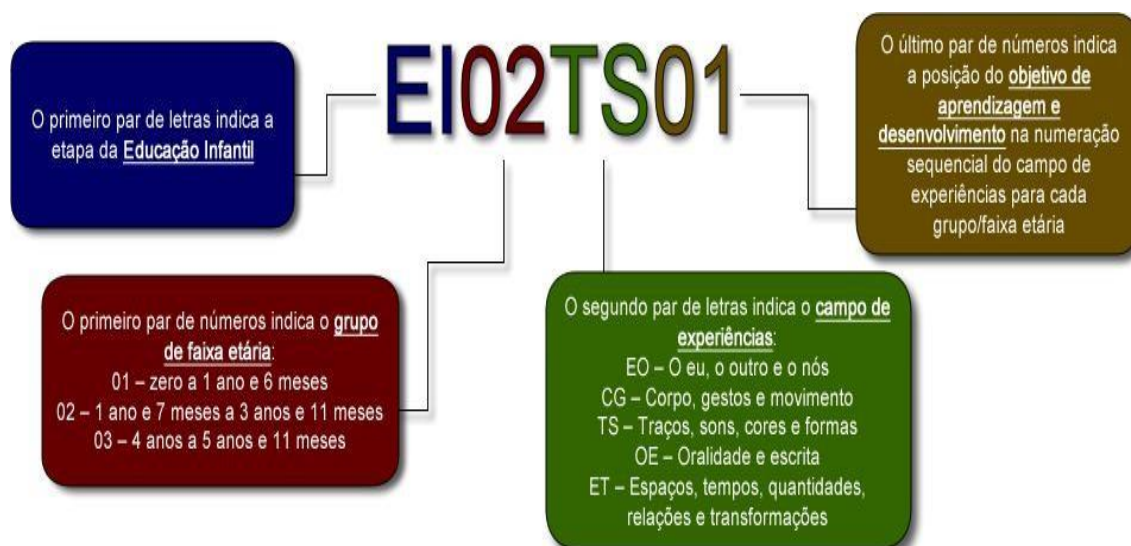 EI02TS01
O primeiro par de letras indica a
etapa da Educação Infantil
O último par de números indica
a posição do objetivo de
aprendizagem e
desenvolvimento na numeração
sequencial do campo de
experiências para cada
grupo/faixa etária
O primeiro par de números indica o grupo
de faixa etária:
01 – zero a 1 ano e 6 meses
02 – 1 ano e 7 meses a 3 anos e 11 meses
03 – 4 anos a 5 anos e 11 meses
O segundo par de letras indica o campo de
experiências:
EO – O eu, o outro e o nós
CG – Corpo, gestos e movimento
TS – Traços, sons, cores e formas
OE – Oralidade e escrita
ET – Espaços, tempos, quantidades,
relações e transformações